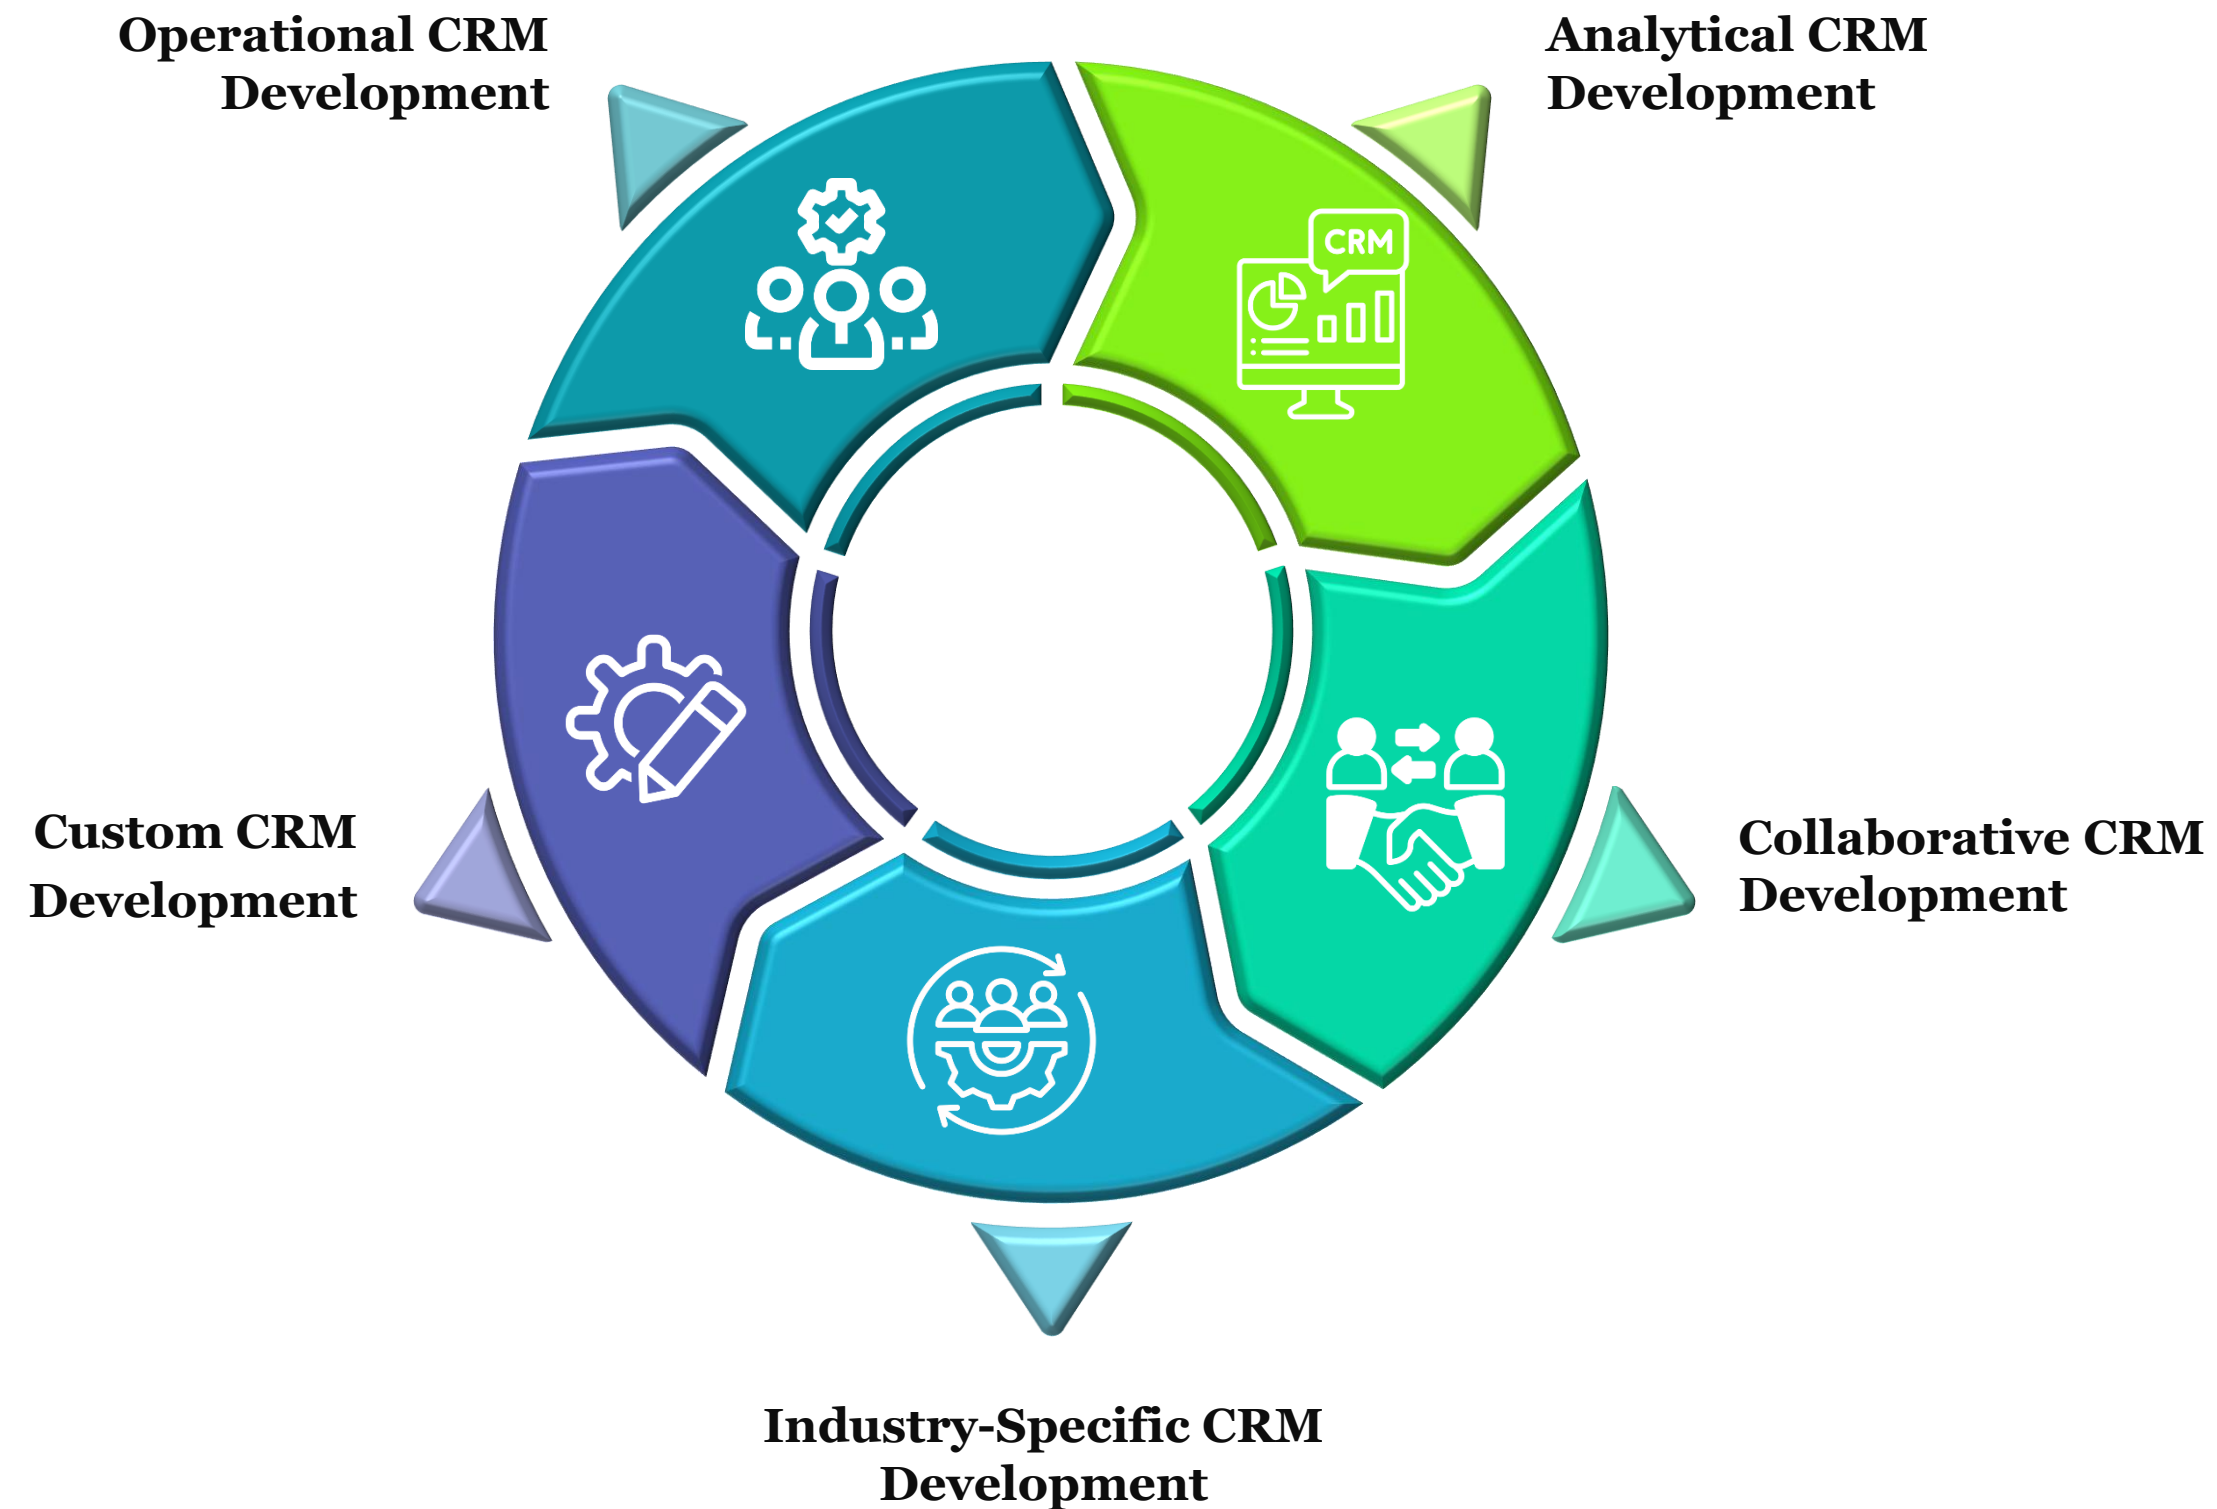 Operational CRM
Development
Analytical CRM
Development
CRM
Custom CRM
Development
Collaborative CRM
Development
Industry-Specific CRM
Development